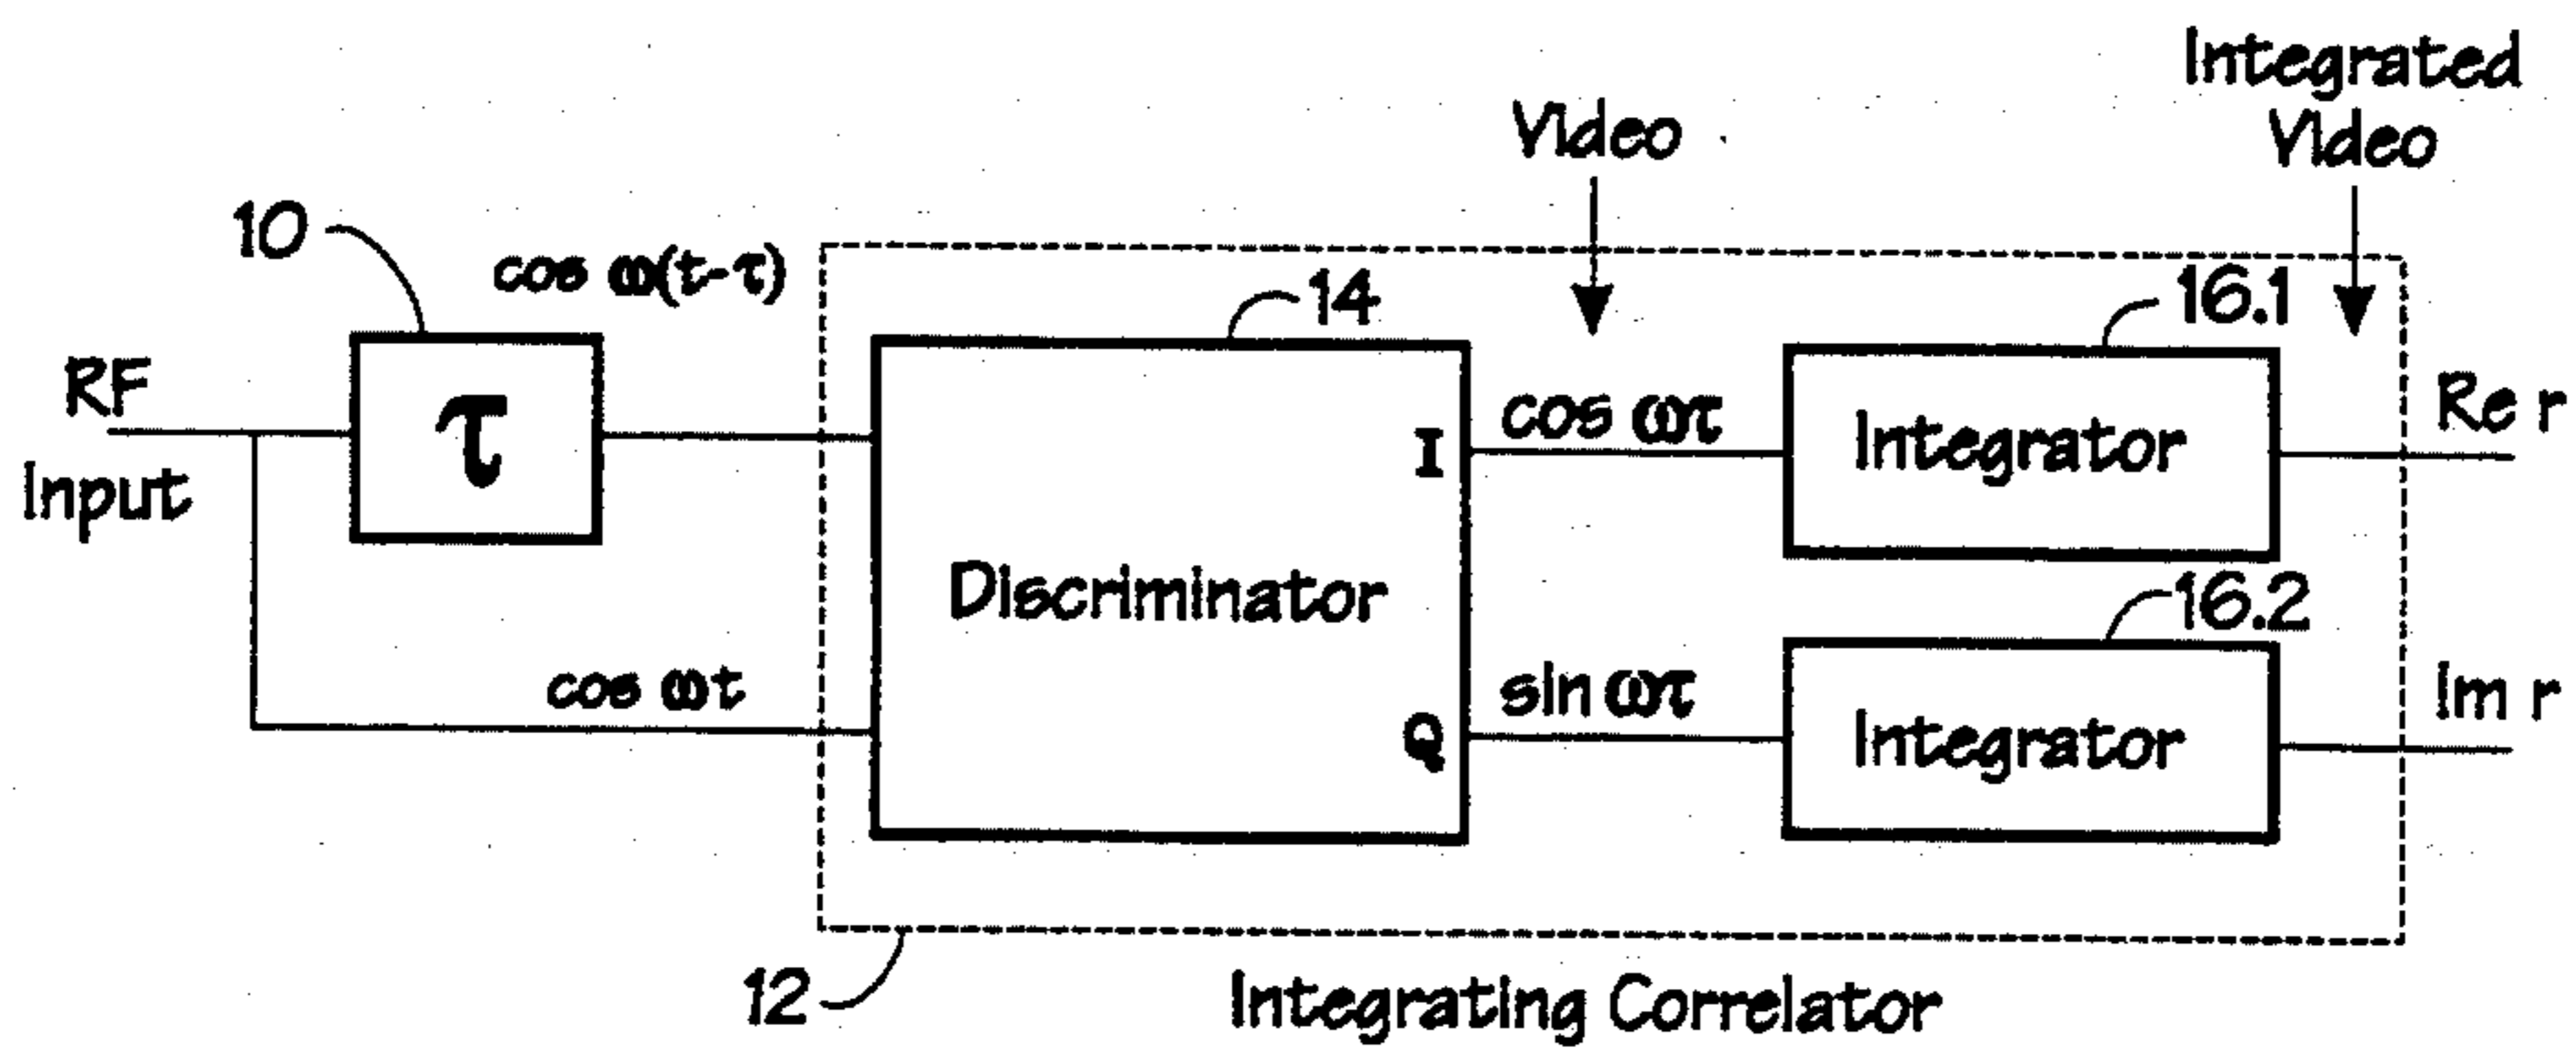 Integrated
Video
Video
10
cos ω(t-τ)
14
16.1
RF
Input
τ
I
cos ωτ
Integrator
Re r
Discriminator
16.2
cos ωt
Q
sin ωτ
Integrator
Im r
12
Integrating Correlator